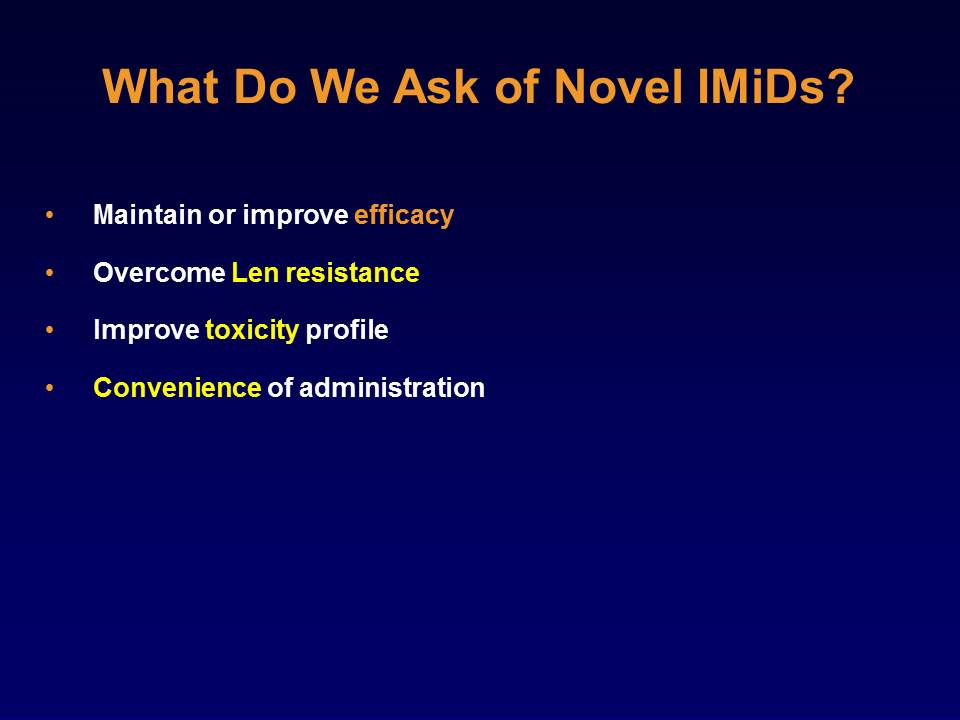 What Do We Ask of Novel IMiDs?
• Maintain or improve efficacy
• Overcome Len resistance
• Improve toxicity profile
• Convenience of administration